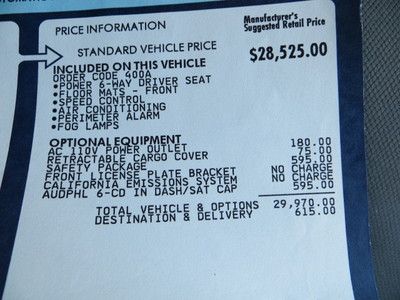 PRICE INFORMATION
Manufacturer's
Suggested Retail Price
STANDARD VEHICLE PRICE $28,525.00
INCLUDED ON THIS VEHICLE
ORDER CODE 400A
•POWER 6-WAY DRIVER SEAT
•FLOOR MATS - FRONT
•SPEED CONTROL
•AIR CONDITIONING
•PERIMETER ALARM
•FOG LAMPS
OPTIONAL EQUIPMENT
AC 110V POWER OUTLET 180.00
RETRACTABLE CARGO COVER 75.00
SAFETY PACKAGE 595.00
FRONT LICENSE PLATE BRACKET NO CHARGE
CALIFORNIA EMISSIONS SYSTEM NO CHARGE
AUDPHL 6-CD IN DASH/SAT CAP 595.00
TOTAL VEHICLE & OPTIONS 29,970.00
DESTINATION & DELIVERY 615.00